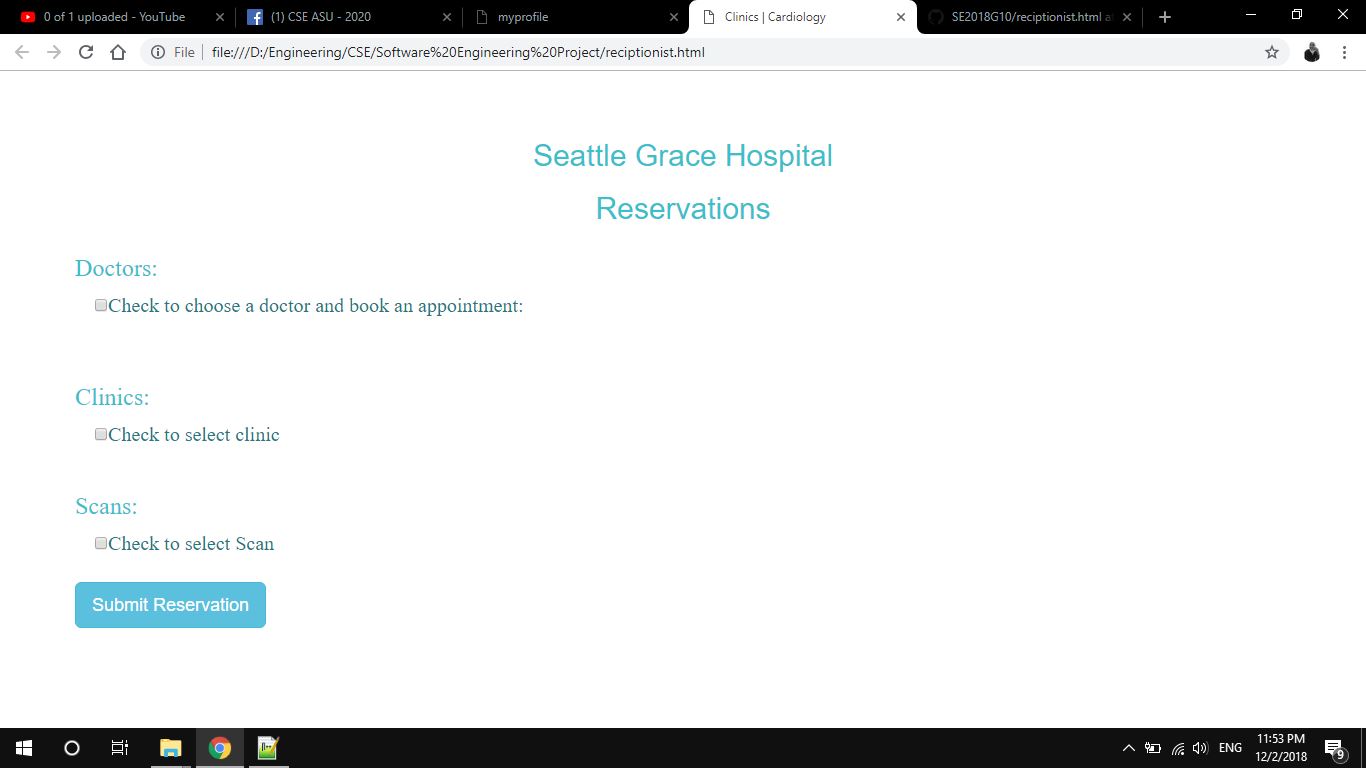 0 of 1 uploaded - YouTube
(1) CSE ASU - 2020
myprofile
Clinics | Cardiology
SE2018G10/reciptionist.html a
File
file:///D:/Engineering/CSE/Software%20Engineering%20Project/reciptionist.html
Seattle Grace Hospital
Reservations
Doctors:
Check to choose a doctor and book an appointment:
Clinics:
Check to select clinic
Scans:
Check to select Scan
Submit Reservation
ENG
11:53 PM
12/2/2018
9